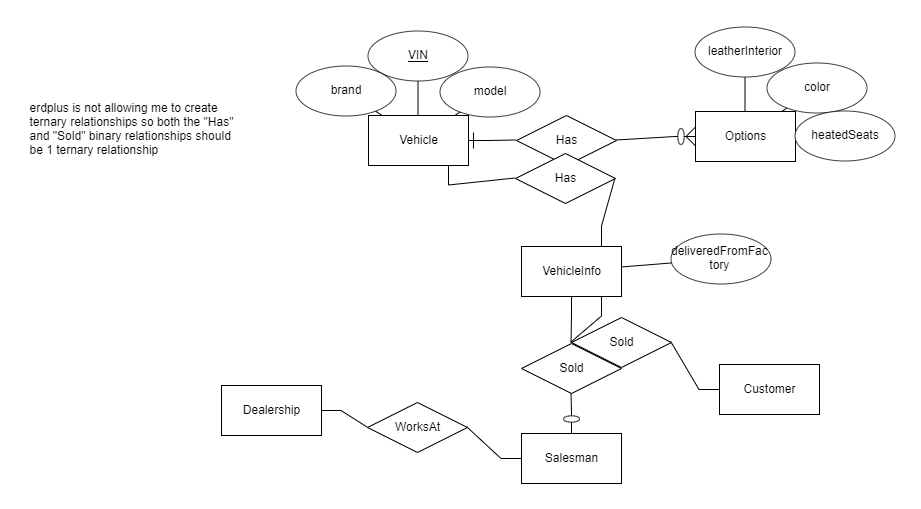 VIN
leatherInterior
brand
model
color
erdplus is not allowing me to create
ternary relationships so both the "Has"
and "Sold" binary relationships should
be 1 ternary relationship
Vehicle
Has
Options
heatedSeats
Has
deliveredFromFac
tory
VehicleInfo
Sold
Sold
Customer
Dealership
WorksAt
Salesman